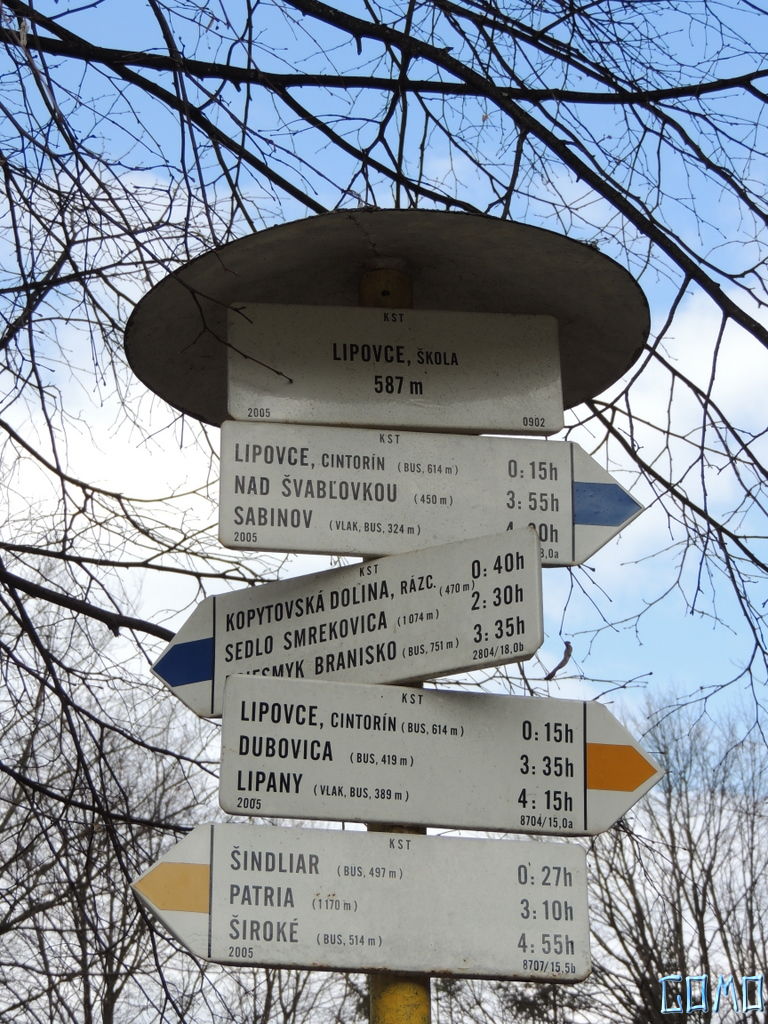 KST
LIPOVCE, ŠKOLA
587 m
2005 0902
KST
LIPOVCE, CINTORÍN (BUS, 614 m) 0:15h
NAD ŠVABĽOVKOU (450 m) 3:55h
SABINOV (VLAK, BUS, 324 m)
2005
KST
KOPYTOVSKÁ DOLINA, RÁZC. (470 m) 0:40h
SEDLO SMREKOVICA (1074 m) 2:30h
BRANISKO (BUS, 751 m) 3:35h
2804/18,0b
KST
LIPOVCE, CINTORÍN (BUS, 614 m) 0:15h
DUBOVICA (BUS, 419 m) 3:35h
LIPANY (VLAK, BUS, 389 m) 4:15h
2005 8704/15,0a
KST
ŠINDLIAR (BUS, 497 m) 0:27h
PATRIA (1170 m) 3:10h
ŠIROKÉ (BUS, 514 m) 4:55h
2005 8707/15,5b
GOMO